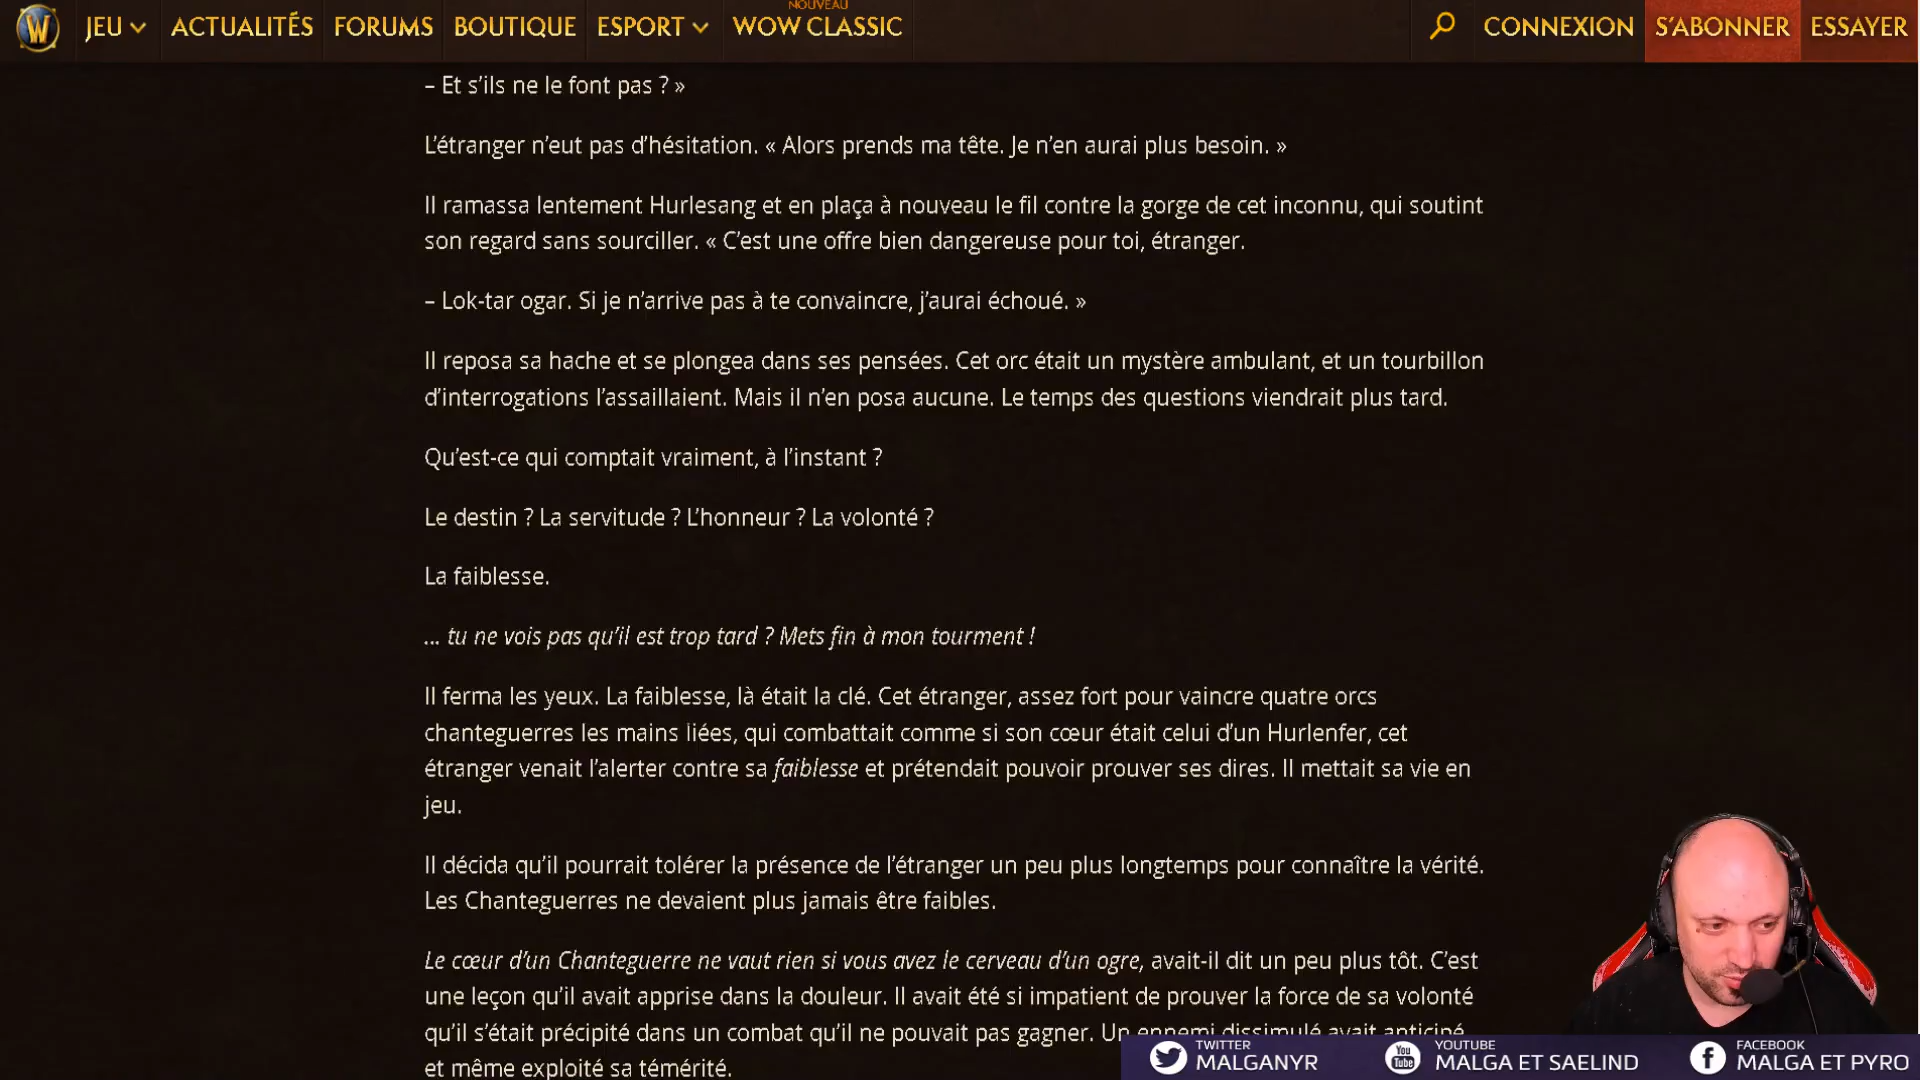 NOUVEAU
JEU ACTUALITÉS FORUMS BOUTIQUE ESPORT WOW CLASSIC CONNEXION S'ABONNER ESSAYER
– Et s’ils ne le font pas ? »
L’étranger n’eut pas d’hésitation. « Alors prends ma tête. Je n’en aurai plus besoin. »
Il ramassa lentement Hurlesang et en plaça à nouveau le fil contre la gorge de cet inconnu, qui soutint
son regard sans sourciller. « C’est une offre bien dangereuse pour toi, étranger.
– Lok-tar ogar. Si je n’arrive pas à te convaincre, j’aurai échoué. »
Il reposa sa hache et se plongea dans ses pensées. Cet orc était un mystère ambulant, et un tourbillon
d’interrogations l’assaillaient. Mais il n’en posa aucune. Le temps des questions viendrait plus tard.
Qu’est-ce qui comptait vraiment, à l’instant ?
Le destin ? La servitude ? L’honneur ? La volonté ?
La faiblesse.
... tu ne vois pas qu’il est trop tard ? Mets fin à mon tourment !
Il ferma les yeux. La faiblesse, là était la clé. Cet étranger, assez fort pour vaincre quatre orcs
chanteguerres les mains liées, qui combattait comme si son cœur était celui d’un Hurlenfer, cet
étranger venait l’alerter contre sa faiblesse et prétendait pouvoir prouver ses dires. Il mettait sa vie en
jeu.
Il décida qu’il pourrait tolérer la présence de l’étranger un peu plus longtemps pour connaître la vérité.
Les Chanteguerres ne devaient plus jamais être faibles.
Le cœur d’un Chanteguerre ne vaut rien si vous avez le cerveau d’un ogre, avait-il dit un peu plus tôt. C’est
une leçon qu’il avait apprise dans la douleur. Il avait été si impatient de prouver la force de sa volonté
qu’il s’était précipité dans un combat qu’il ne pouvait pas gagner. Un ennemi dissimulé avait anticipé
et même exploité sa témérité.
TWITTER
MALGANYR
You Tube
YOUTUBE
MALGA ET SAELIND
FACEBOOK
MALGA ET PYRO